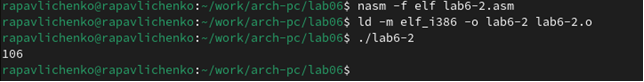 rapavlichenko@rapavlichenko:~/work/arch-pc/lab06$ nasm -f elf lab6-2.asm
rapavlichenko@rapavlichenko:~/work/arch-pc/lab06$ ld -m elf_i386 -o lab6-2 lab6-2.o
rapavlichenko@rapavlichenko:~/work/arch-pc/lab06$ ./lab6-2
106
rapavlichenko@rapavlichenko:~/work/arch-pc/lab06$